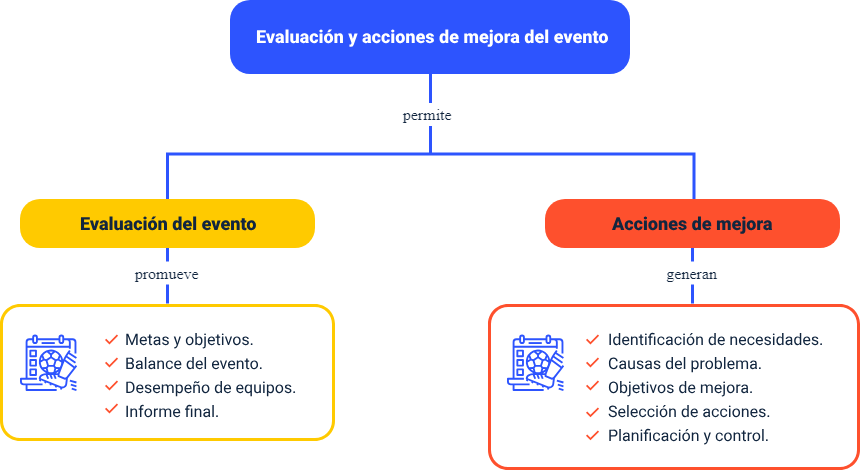 Evaluación y acciones de mejora del evento
permite
Evaluación del evento
Acciones de mejora
promueve
generan
Metas y objetivos.
Balance del evento.
Desempeño de equipos.
Informe final.
Identificación de necesidades.
Causas del problema.
Objetivos de mejora.
Selección de acciones.
Planificación y control.